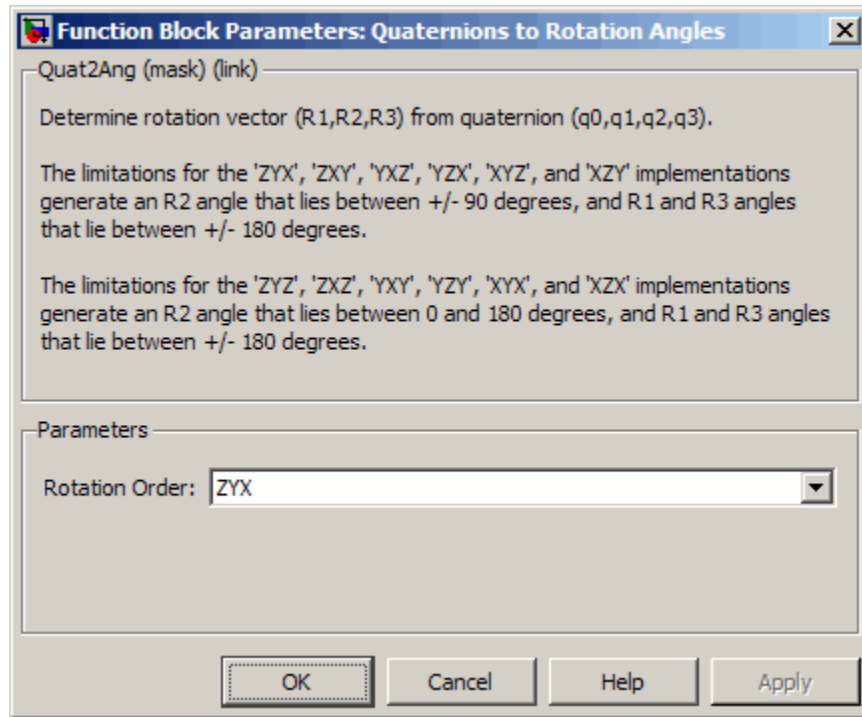 Function Block Parameters: Quaternions to Rotation Angles
Quat2Ang (mask) (link)
Determine rotation vector (R1,R2,R3) from quaternion (q0,q1,q2,q3).
The limitations for the 'ZYX', 'ZXY', 'YXZ', 'YZX', 'XYZ', and 'XZY' implementations
generate an R2 angle that lies between +/- 90 degrees, and R1 and R3 angles
that lie between +/- 180 degrees.
The limitations for the 'ZYZ', 'ZXZ', 'YXY', 'YZY', 'XYX', and 'XZX' implementations
generate an R2 angle that lies between 0 and 180 degrees, and R1 and R3 angles
that lie between +/- 180 degrees.
Parameters
Rotation Order: ZYX
OK Cancel Help Apply